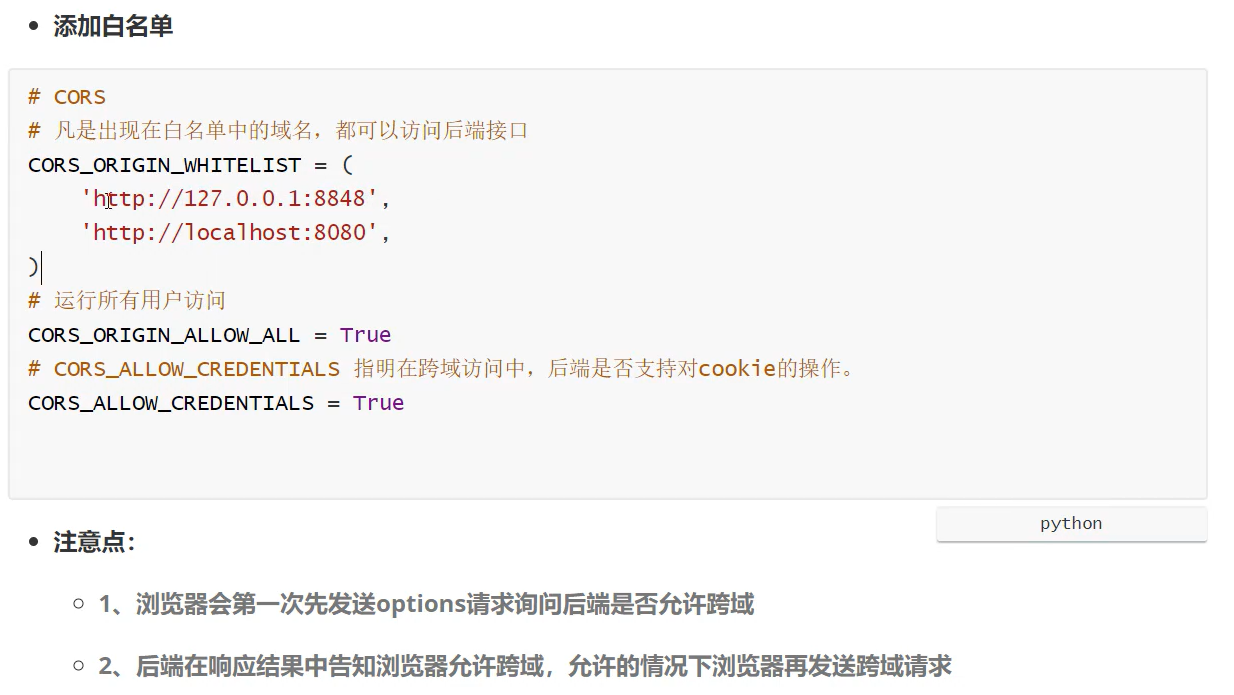 添加白名单
# CORS
# 凡是出现在白名单中的域名，都可以访问后端接口
CORS_ORIGIN_WHITELIST = (
    'http://127.0.0.1:8848',
    'http://localhost:8080',
)
# 运行所有用户访问
CORS_ORIGIN_ALLOW_ALL = True
# CORS_ALLOW_CREDENTIALS 指明在跨域访问中，后端是否支持对cookie的操作。
CORS_ALLOW_CREDENTIALS = True
python
注意点：
1、浏览器会第一次先发送options请求询问后端是否允许跨域
2、后端在响应结果中告知浏览器允许跨域，允许的情况下浏览器再发送跨域请求